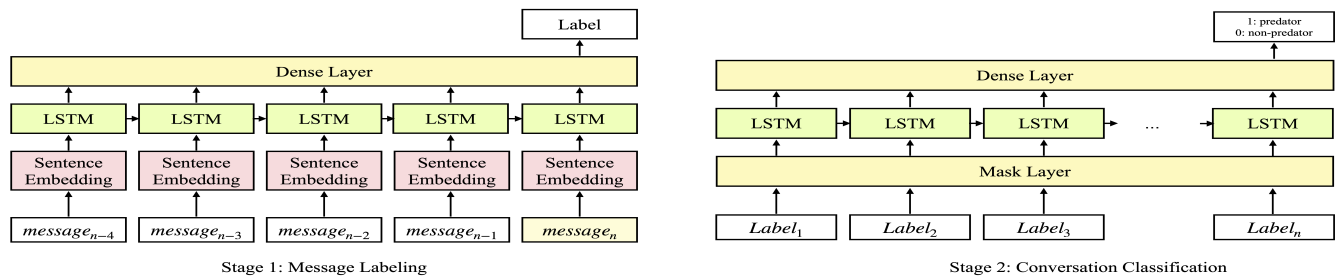 Label
Dense Layer
LSTM LSTM LSTM LSTM LSTM
Sentence Embedding Sentence Embedding Sentence Embedding Sentence Embedding Sentence Embedding
message_{n−4} message_{n−3} message_{n−2} message_{n−1} message_n
Stage 1: Message Labeling
1: predator
0: non-predator
Dense Layer
LSTM LSTM LSTM ... LSTM
Mask Layer
Label_1 Label_2 Label_3 Label_n
Stage 2: Conversation Classification